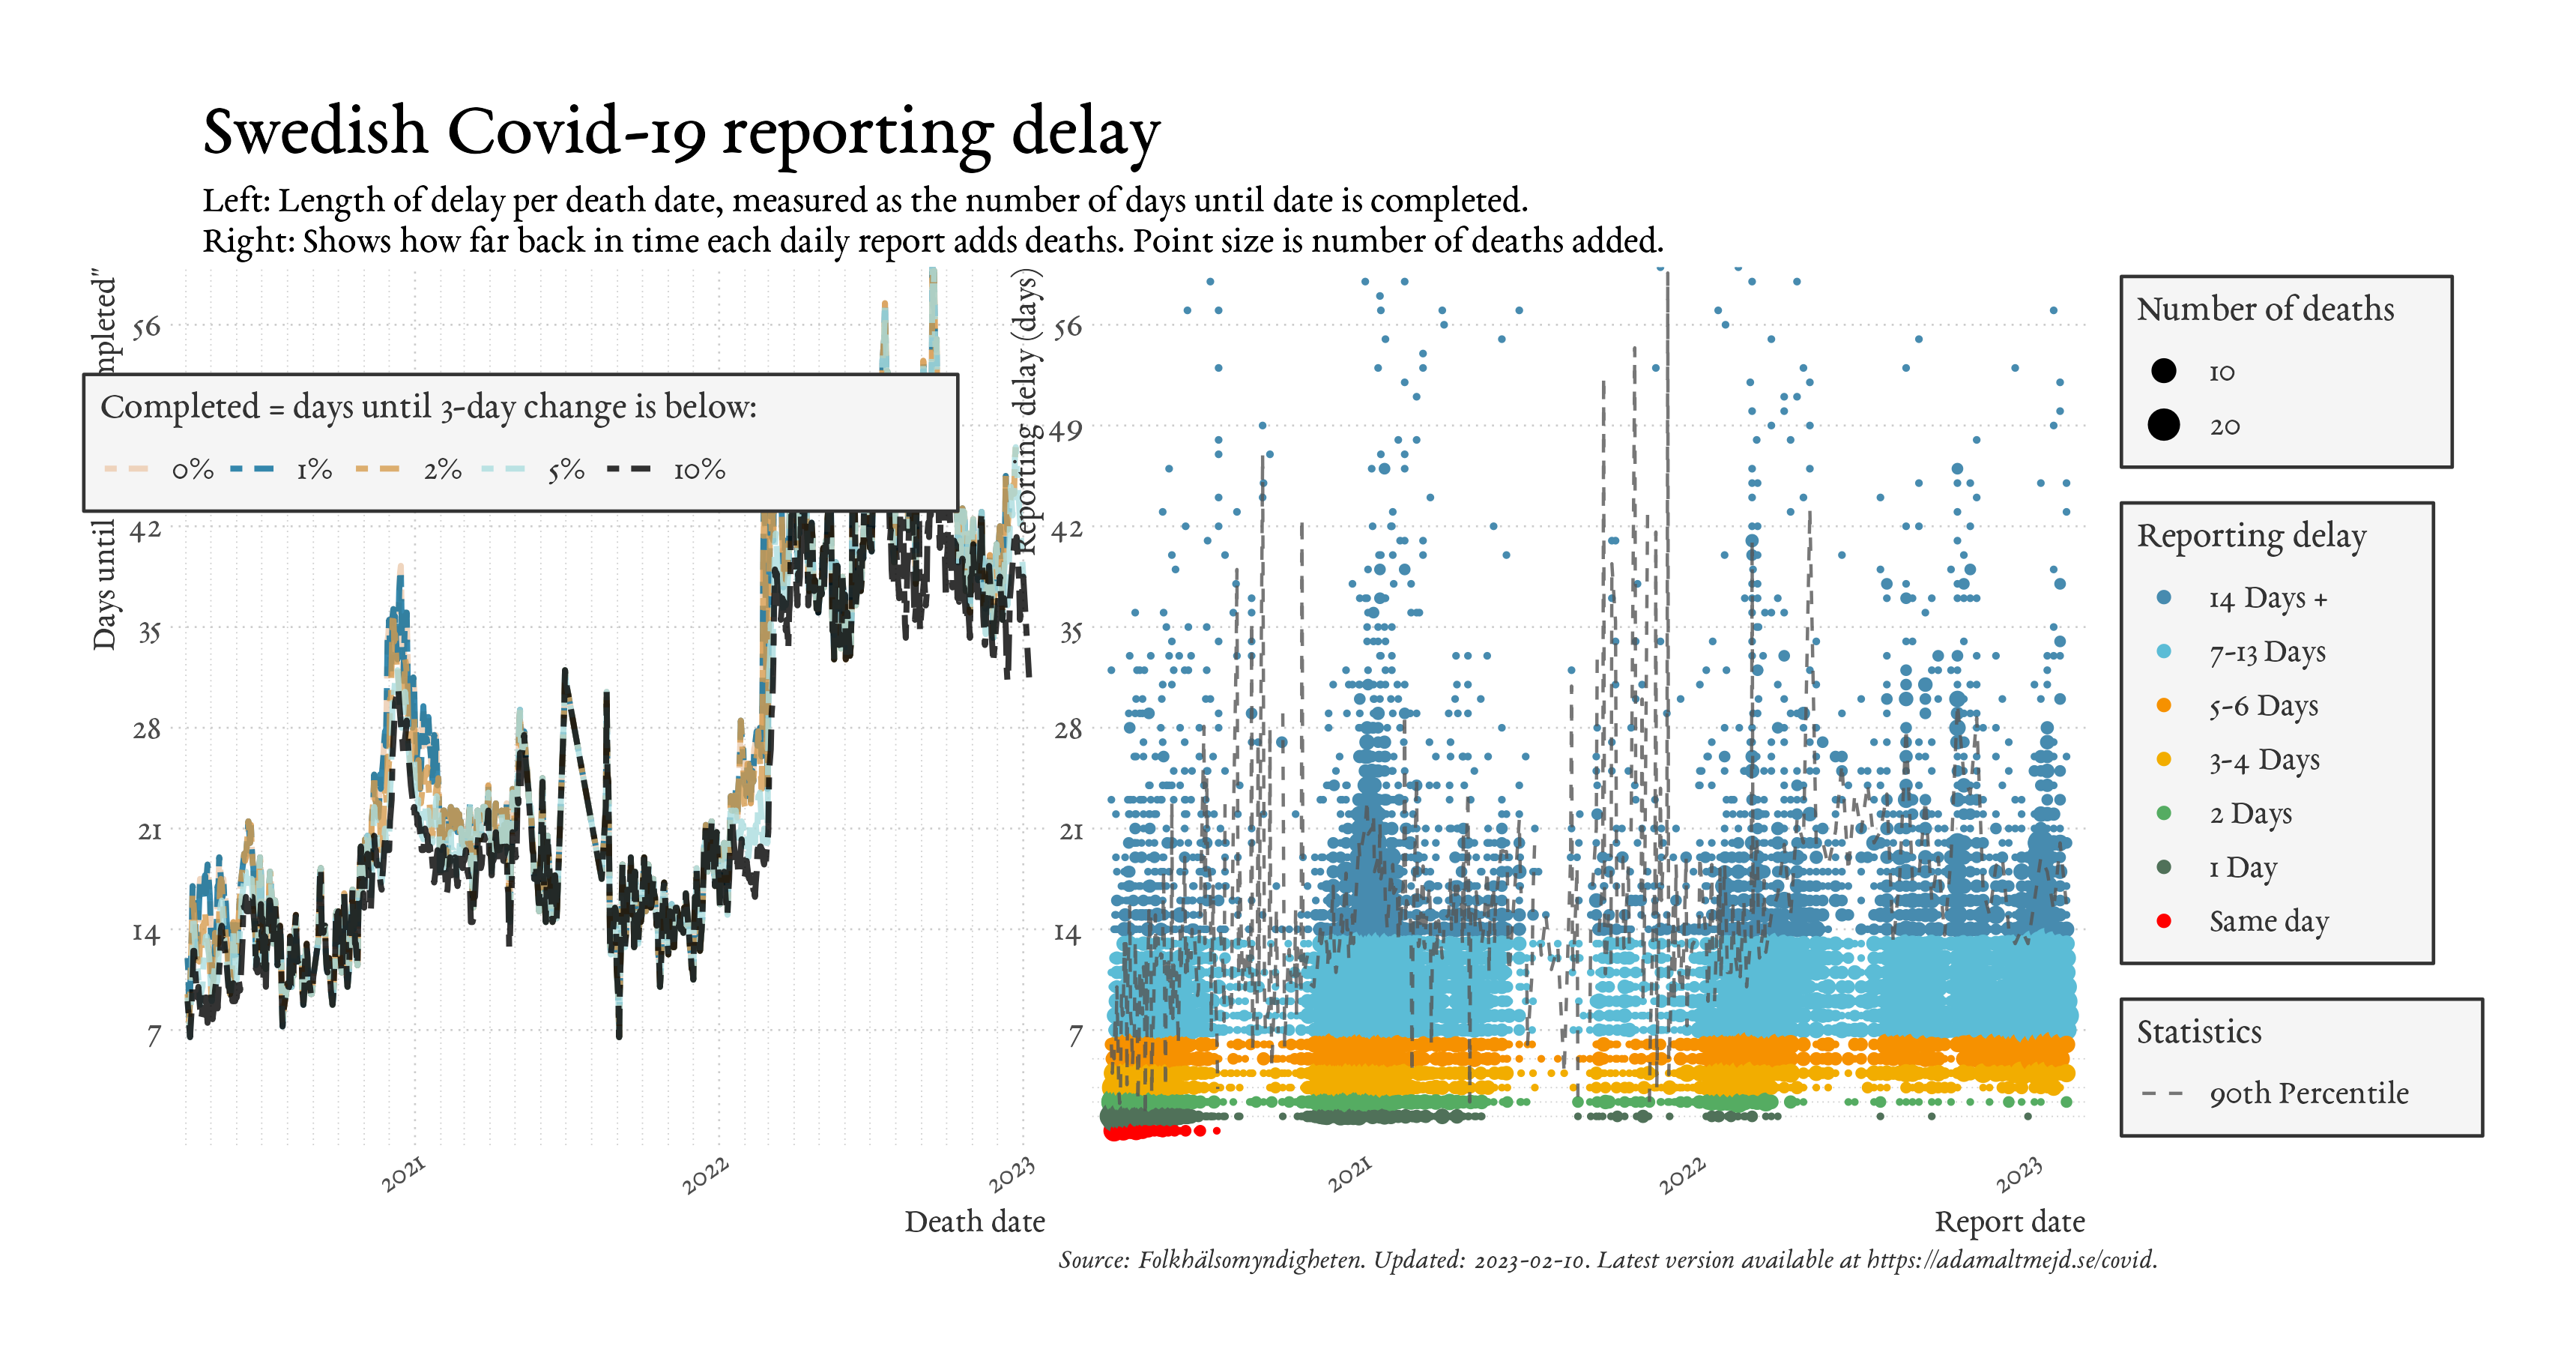 Swedish Covid-19 reporting delay
Left: Length of delay per death date, measured as the number of days until date is completed.
Right: Shows how far back in time each daily report adds deaths. Point size is number of deaths added.
Days until
mpleted"
56
42
35
28
21
14
7
Completed = days until 3-day change is below:
0% 1% 2% 5% 10%
2021
2022
2023
Death date
Reporting delay (days)
56
49
42
35
28
21
14
7
2021
2022
2023
Report date
Number of deaths
10
20
Reporting delay
14 Days +
7-13 Days
5-6 Days
3-4 Days
2 Days
1 Day
Same day
Statistics
90th Percentile
Source: Folkhälsomyndigheten. Updated: 2023-02-10. Latest version available at https://adamaltmejd.se/covid.